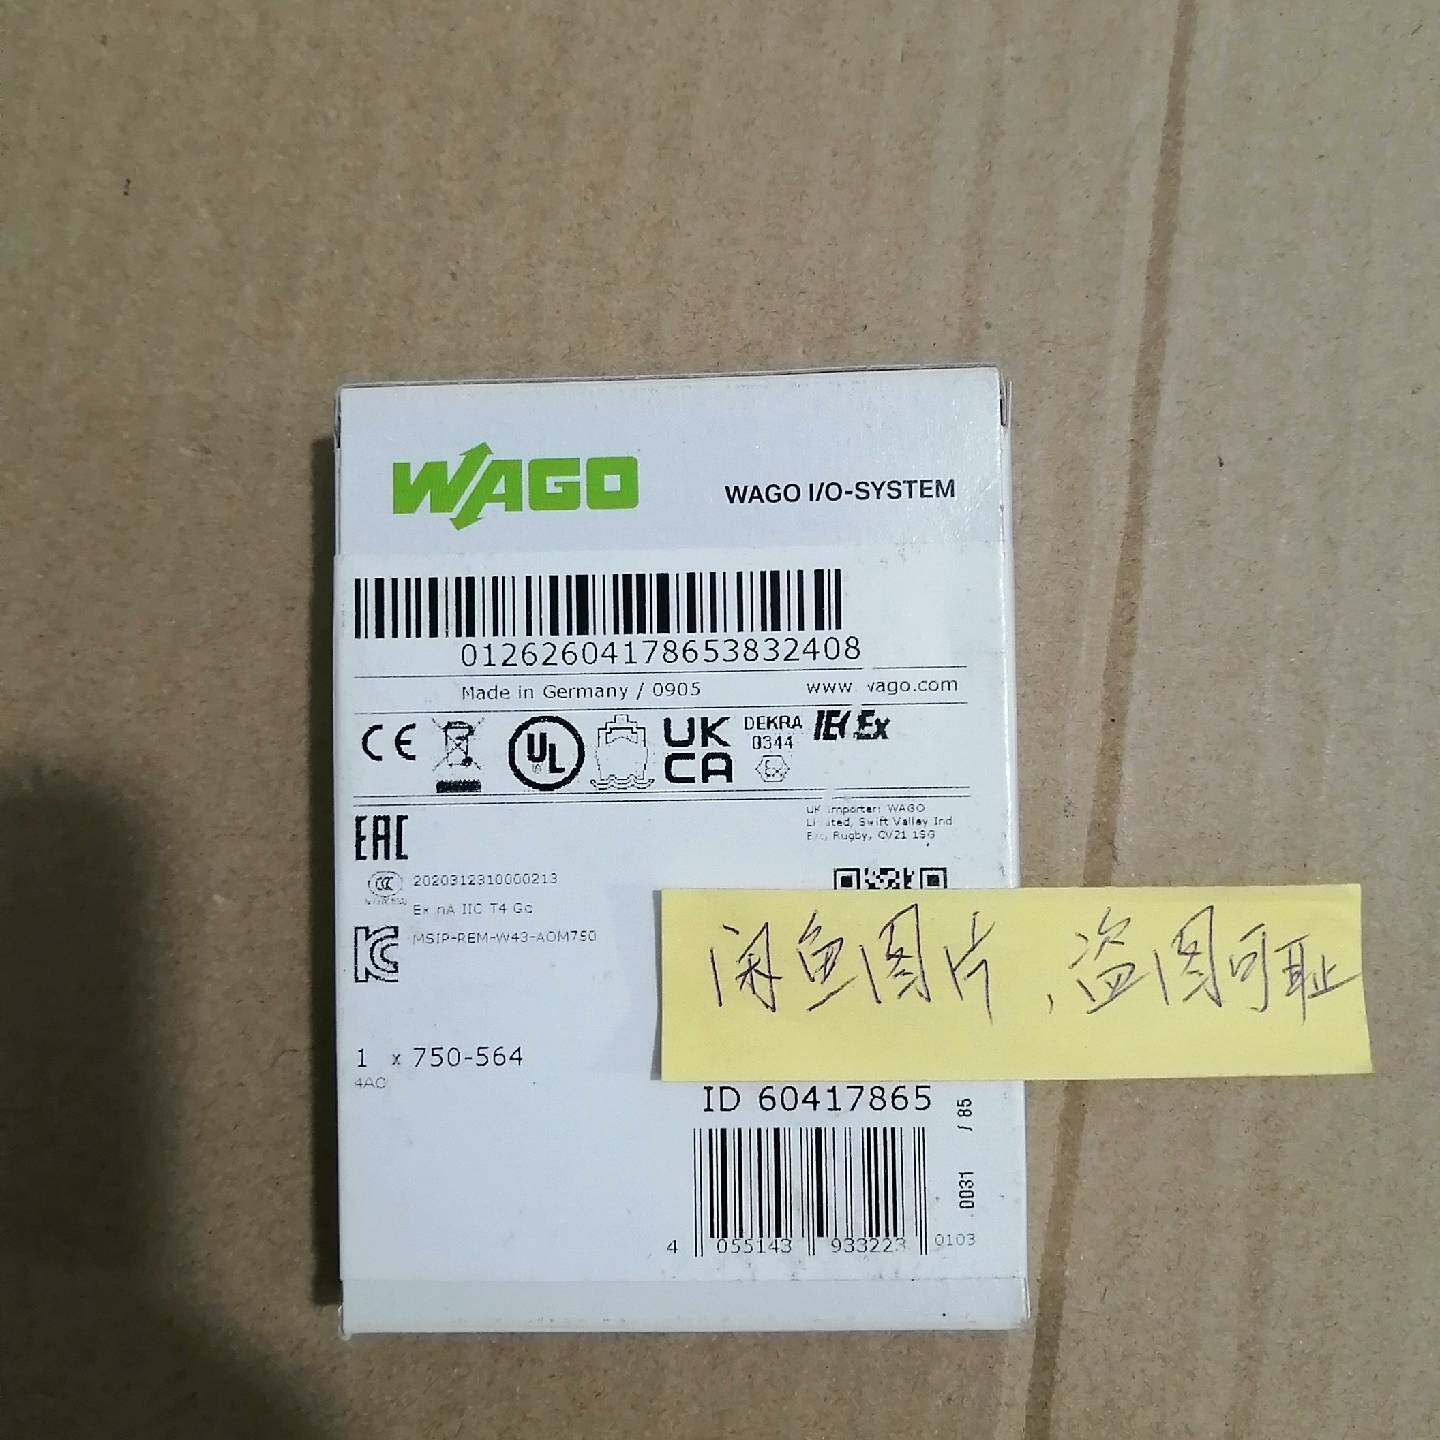 WAGO
WAGO I/O-SYSTEM
01262604178653832408
Made in Germany / 0905
www. wago.com
CE
UL
UK
CA
DEKRA
0344
Ex
IECEx
UK Importer: WAGO
Limited, Swift Valley Ind
Est, Rugby, CV21 1SG
EAC
CCC
2020312310000213
Ex nA IIC T4 Gc
MSIP-REM-W43-AOM750
闲鱼图片，盗图可耻
1 x 750-564
4AO
ID 60417865
/ 85
0031
4 055143 933223
0103